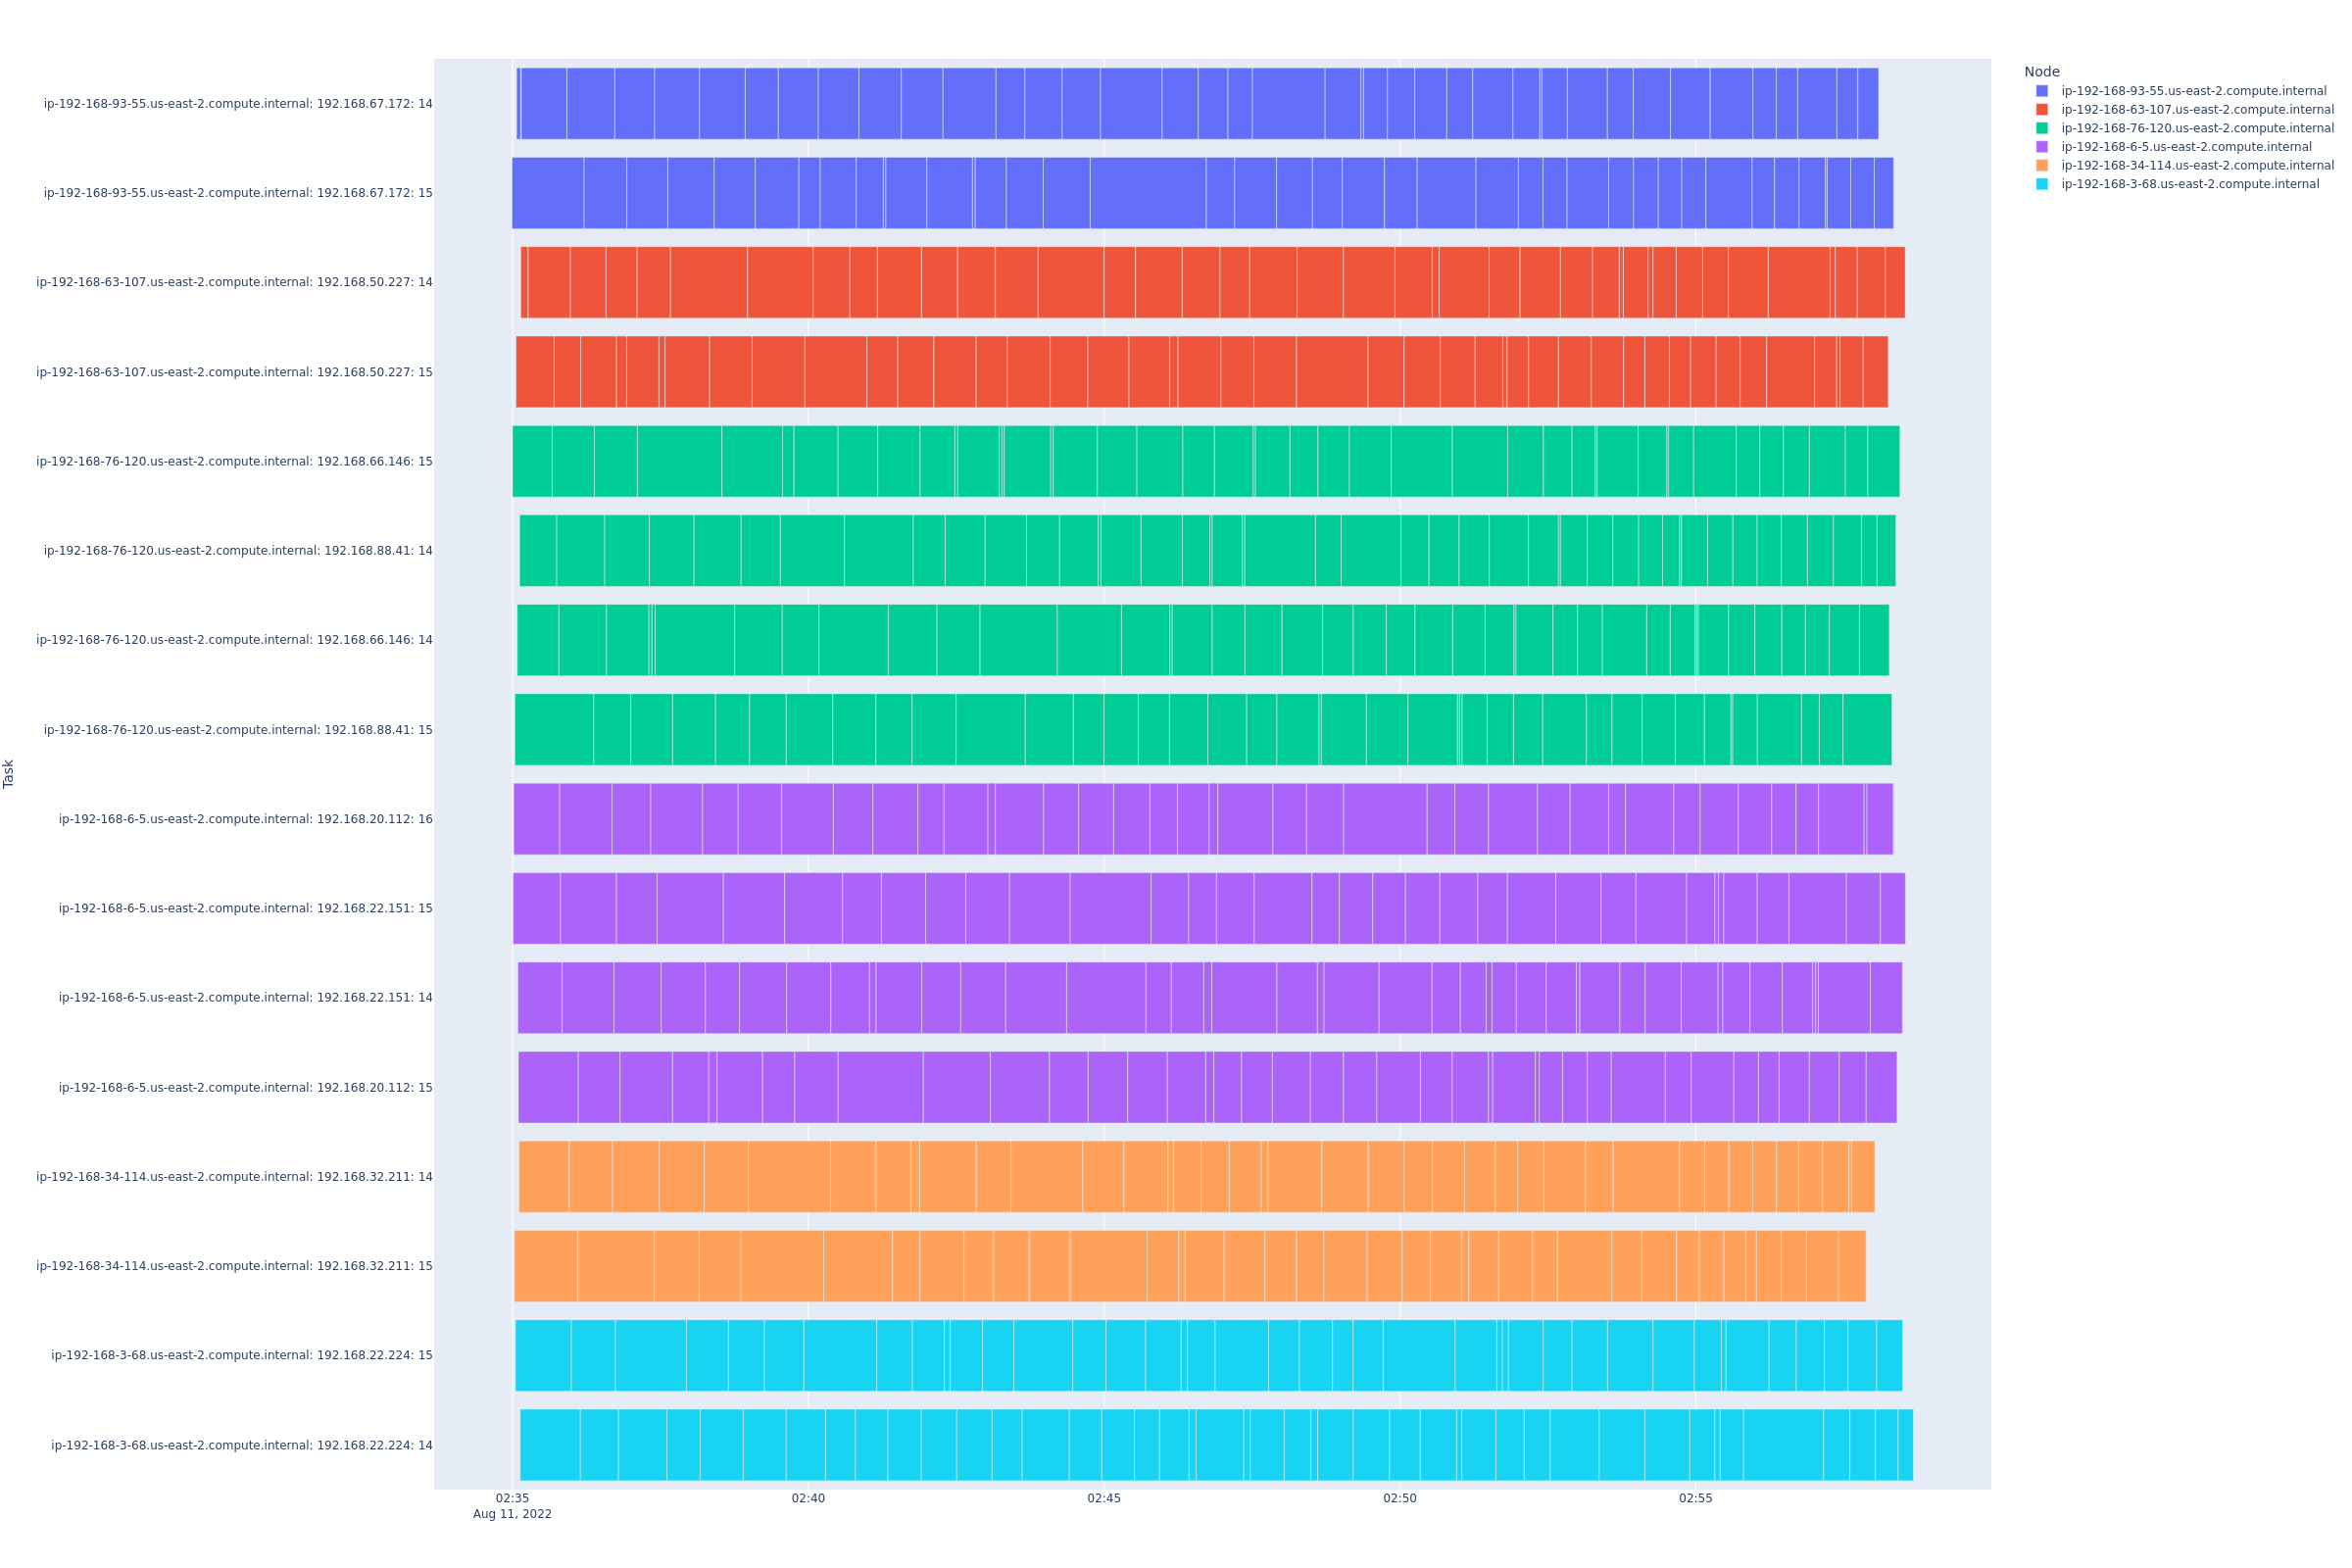 ip-192-168-93-55.us-east-2.compute.internal: 192.168.67.172: 14
ip-192-168-93-55.us-east-2.compute.internal: 192.168.67.172: 15
ip-192-168-63-107.us-east-2.compute.internal: 192.168.50.227: 14
ip-192-168-63-107.us-east-2.compute.internal: 192.168.50.227: 15
ip-192-168-76-120.us-east-2.compute.internal: 192.168.66.146: 15
ip-192-168-76-120.us-east-2.compute.internal: 192.168.88.41: 14
ip-192-168-76-120.us-east-2.compute.internal: 192.168.66.146: 14
ip-192-168-76-120.us-east-2.compute.internal: 192.168.88.41: 15
ip-192-168-6-5.us-east-2.compute.internal: 192.168.20.112: 16
ip-192-168-6-5.us-east-2.compute.internal: 192.168.22.151: 15
ip-192-168-6-5.us-east-2.compute.internal: 192.168.22.151: 14
ip-192-168-6-5.us-east-2.compute.internal: 192.168.20.112: 15
ip-192-168-34-114.us-east-2.compute.internal: 192.168.32.211: 14
ip-192-168-34-114.us-east-2.compute.internal: 192.168.32.211: 15
ip-192-168-3-68.us-east-2.compute.internal: 192.168.22.224: 15
ip-192-168-3-68.us-east-2.compute.internal: 192.168.22.224: 14
Task
02:35 02:40 02:45 02:50 02:55
Aug 11, 2022
Node
ip-192-168-93-55.us-east-2.compute.internal
ip-192-168-63-107.us-east-2.compute.internal
ip-192-168-76-120.us-east-2.compute.internal
ip-192-168-6-5.us-east-2.compute.internal
ip-192-168-34-114.us-east-2.compute.internal
ip-192-168-3-68.us-east-2.compute.internal